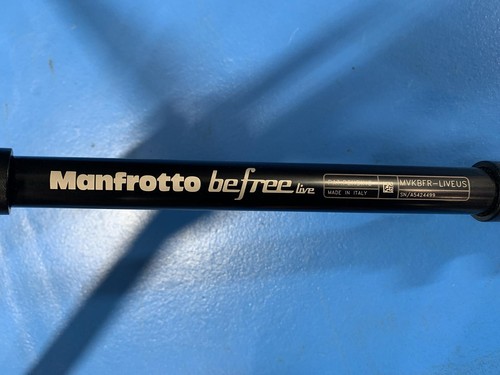 Manfrotto befree live
MADE IN ITALY
MVKBFR-LIVEUS
SN/A5424499